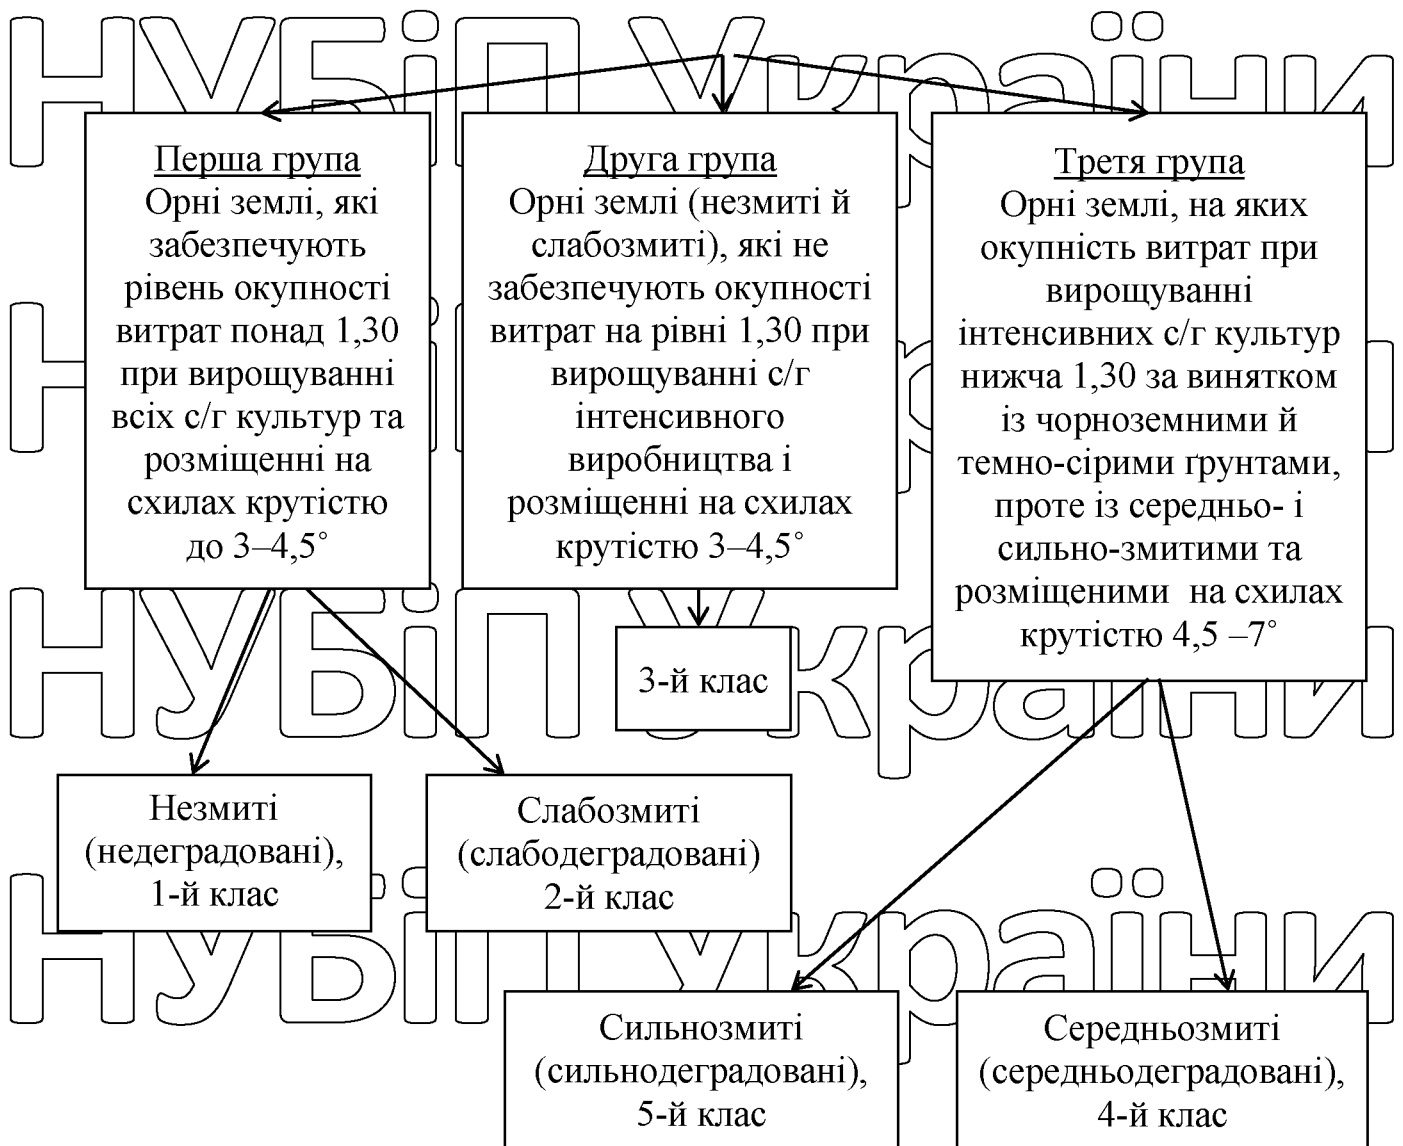 НУБіП України
Перша група
Орні землі, які
забезпечують
рівень окупності
витрат понад 1,30
при вирощуванні
всіх с/г культур та
розміщенні на
схилах крутістю
до 3–4,5˚
Друга група
Орні землі (незмиті й
слабозмиті), які не
забезпечують окупності
витрат на рівні 1,30 при
вирощуванні с/г
інтенсивного
виробництва і
розміщенні на схилах
крутістю 3–4,5˚
Третя група
Орні землі, на яких
окупність витрат при
вирощуванні
інтенсивних с/г культур
нижча 1,30 за винятком
із чорноземними й
темно-сірими ґрунтами,
проте із середньо- і
сильно-змитими та
розміщеними на схилах
крутістю 4,5 –7˚
НУБіП України
3-й клас
Незмиті
(недеградовані),
1-й клас
Слабозмиті
(слабодеградовані)
2-й клас
НУБіП України
Сильнозмиті
(сильнодеградовані),
5-й клас
Середньозмиті
(середньодеградовані),
4-й клас